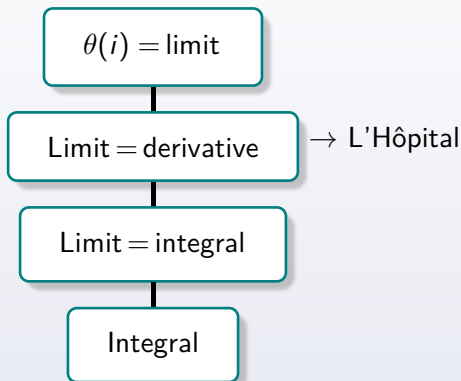 θ(i) = limit
Limit = derivative → L'Hôpital
Limit = integral
Integral